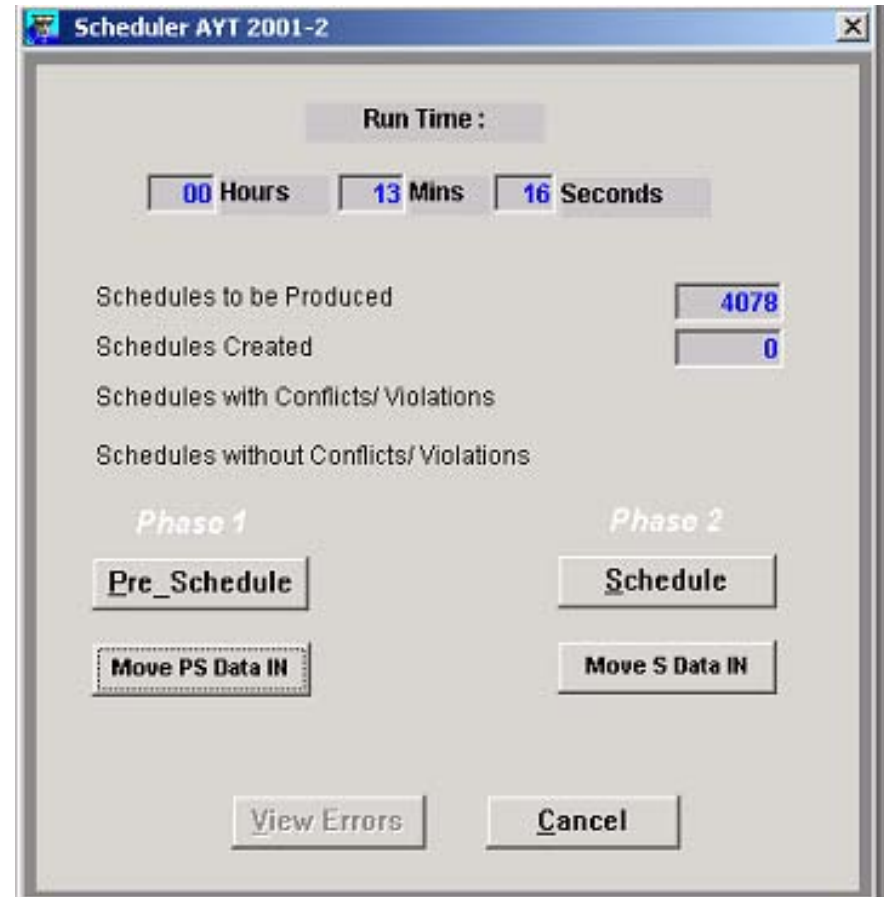 Scheduler AYT 2001-2
Run Time :
00 Hours 13 Mins 16 Seconds
Schedules to be Produced 4078
Schedules Created 0
Schedules with Conflicts/ Violations
Schedules without Conflicts/ Violations
Phase 1 Phase 2
Pre_Schedule Schedule
Move PS Data IN Move S Data IN
View Errors Cancel